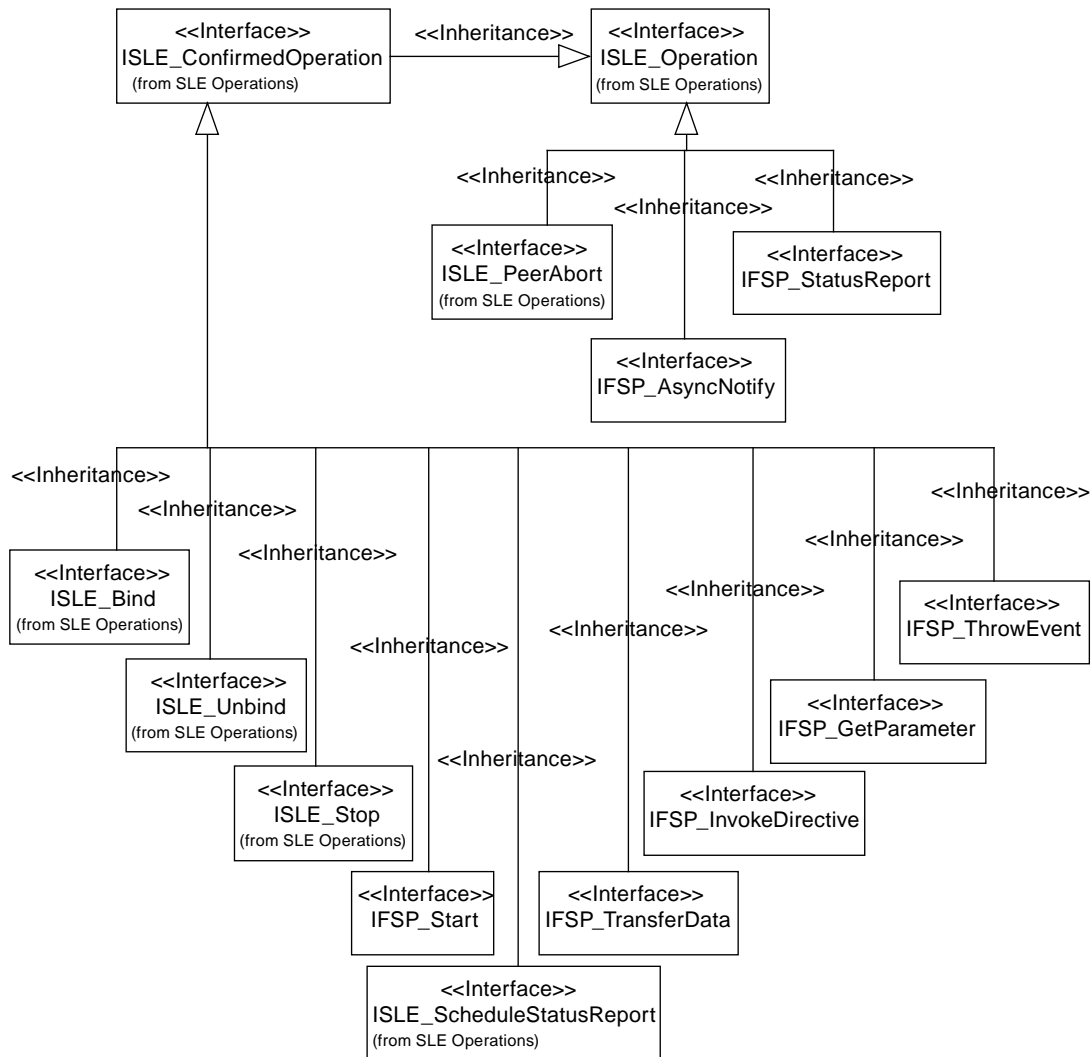 <<Interface>>
ISLE_ConfirmedOperation
(from SLE Operations)
<<Inheritance>>
<<Interface>>
ISLE_Operation
(from SLE Operations)
<<Inheritance>>
<<Inheritance>>
<<Inheritance>>
<<Interface>>
ISLE_PeerAbort
(from SLE Operations)
<<Interface>>
IFSP_StatusReport
<<Interface>>
IFSP_AsyncNotify
<<Inheritance>>
<<Inheritance>>
<<Inheritance>>
<<Inheritance>>
<<Inheritance>>
<<Inheritance>>
<<Inheritance>>
<<Inheritance>>
<<Inheritance>>
<<Interface>>
ISLE_Bind
(from SLE Operations)
<<Interface>>
IFSP_ThrowEvent
<<Interface>>
ISLE_Unbind
(from SLE Operations)
<<Interface>>
IFSP_GetParameter
<<Interface>>
ISLE_Stop
(from SLE Operations)
<<Interface>>
IFSP_InvokeDirective
<<Interface>>
IFSP_Start
<<Interface>>
IFSP_TransferData
<<Interface>>
ISLE_ScheduleStatusReport
(from SLE Operations)